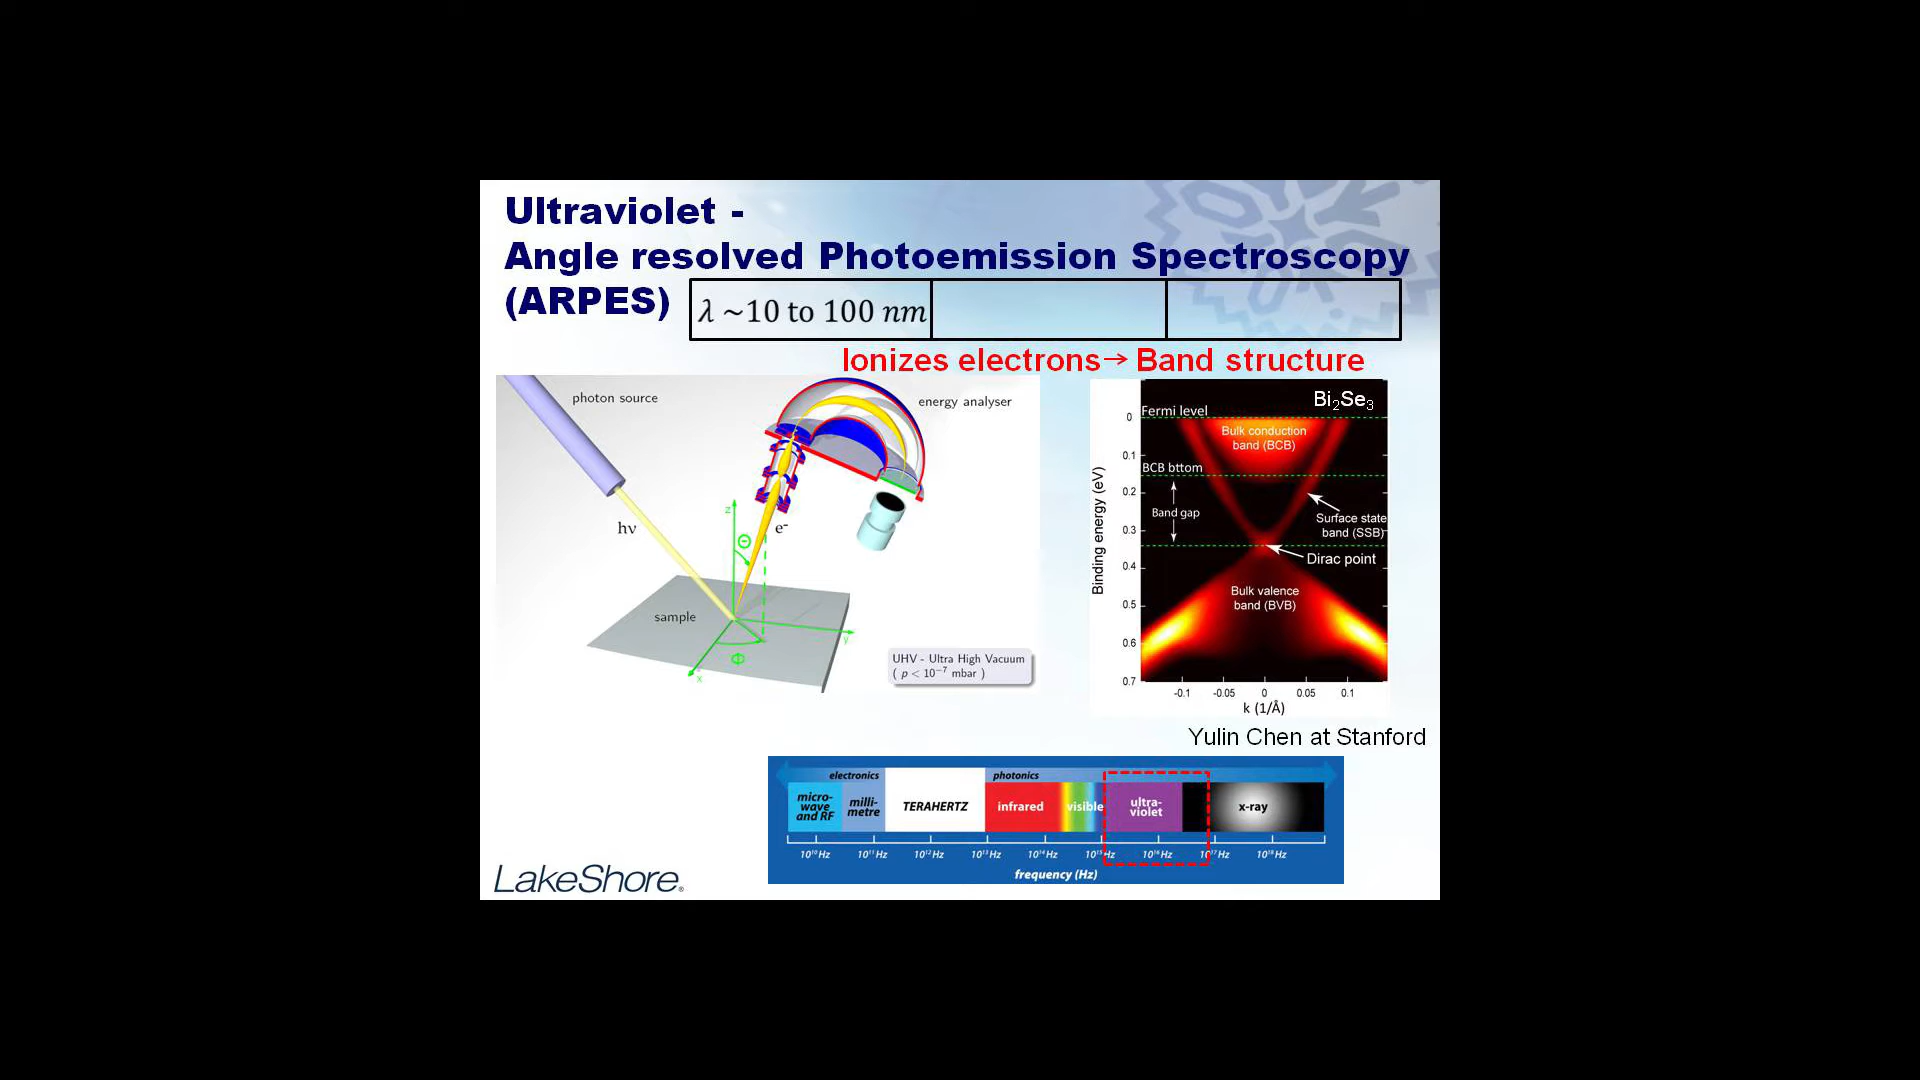 Ultraviolet -
Angle resolved Photoemission Spectroscopy
(ARPES)
λ ~10 to 100 nm
Ionizes electrons→ Band structure
photon source
energy analyser
hν
e⁻
z
Θ
sample
y
Φ
x
UHV - Ultra High Vacuum
( p < 10⁻⁷ mbar )
Bi₂Se₃
Fermi level
Bulk conduction
band (BCB)
BCB bttom
Band gap
Surface state
band (SSB)
Dirac point
Bulk valence
band (BVB)
Binding energy (eV)
0
0.1
0.2
0.3
0.4
0.5
0.6
0.7
-0.1 -0.05 0 0.05 0.1
k (1/Å)
Yulin Chen at Stanford
electronics photonics
micro-
wave
and RF
milli-
metre
TERAHERTZ
infrared
visible
ultra-
violet
x-ray
10¹⁰Hz 10¹¹Hz 10¹²Hz 10¹³Hz 10¹⁴Hz 10¹⁵Hz 10¹⁶Hz 10¹⁷Hz 10¹⁸Hz
frequency (Hz)
LakeShore®